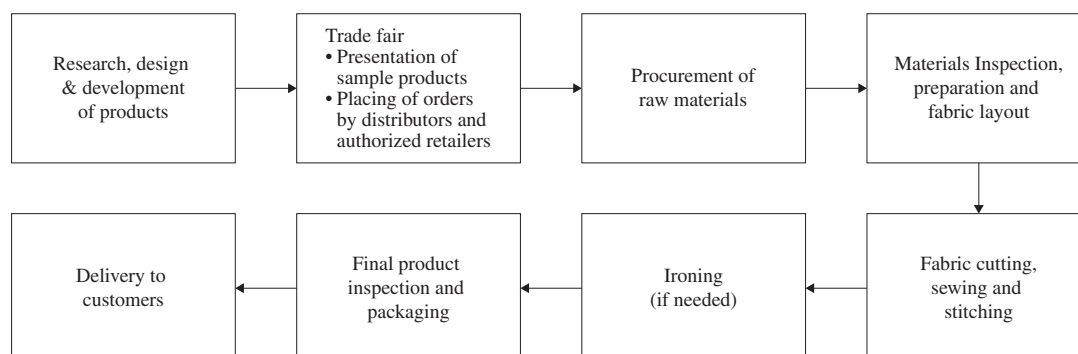 Research, design
& development
of products
Trade fair
• Presentation of
sample products
• Placing of orders
by distributors and
authorized retailers
Procurement of
raw materials
Materials Inspection,
preparation and
fabric layout
Fabric cutting,
sewing and
stitching
Ironing
(if needed)
Final product
inspection and
packaging
Delivery to
customers